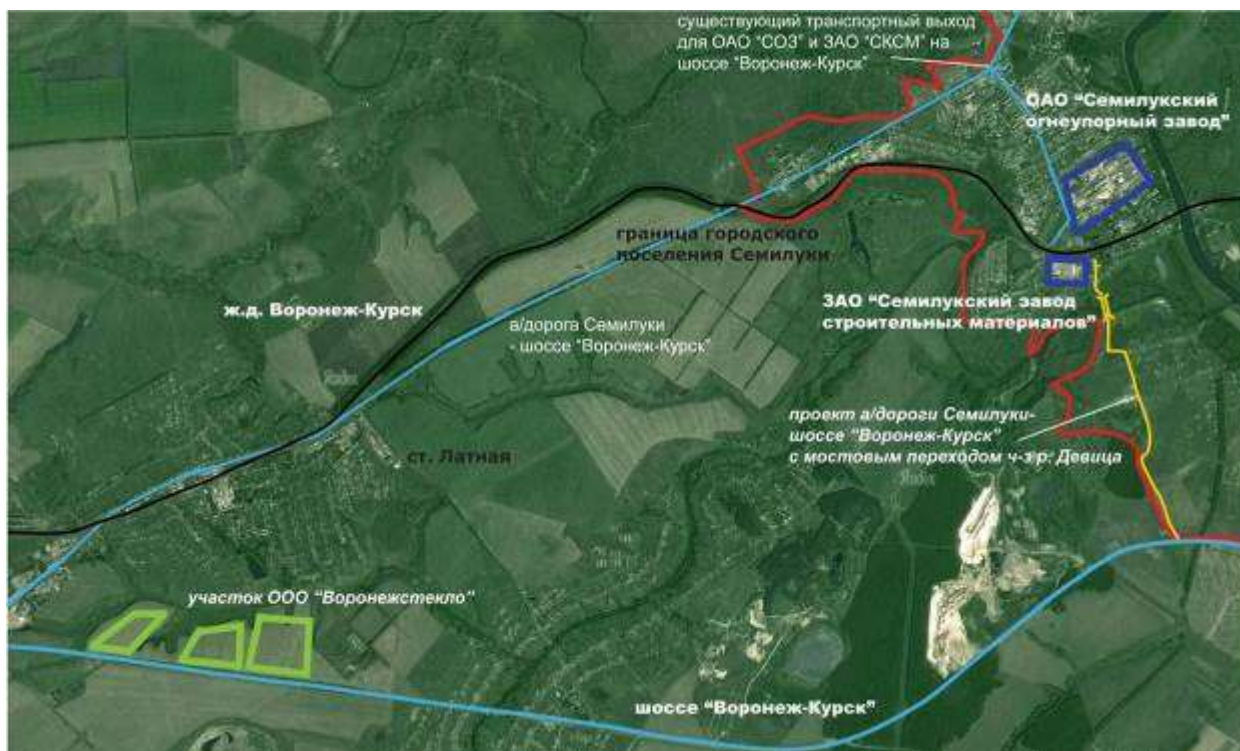 существующий транспортный выход
для ОАО "СОЗ" и ЗАО "СКСМ" на
шоссе "Воронеж-Курск"
ОАО "Семилукский
огнеупорный завод"
граница городского
поселения Семилуки
ж.д. Воронеж-Курск
ЗАО "Семилукский завод
строительных материалов"
а/дорога Семилуки
- шоссе "Воронеж-Курск"
проект а/дороги Семилуки-
шоссе "Воронеж-Курск"
с мостовым переходом ч-з р. Девица
ст. Латная
участок ООО "Воронежстекло"
шоссе "Воронеж-Курск"